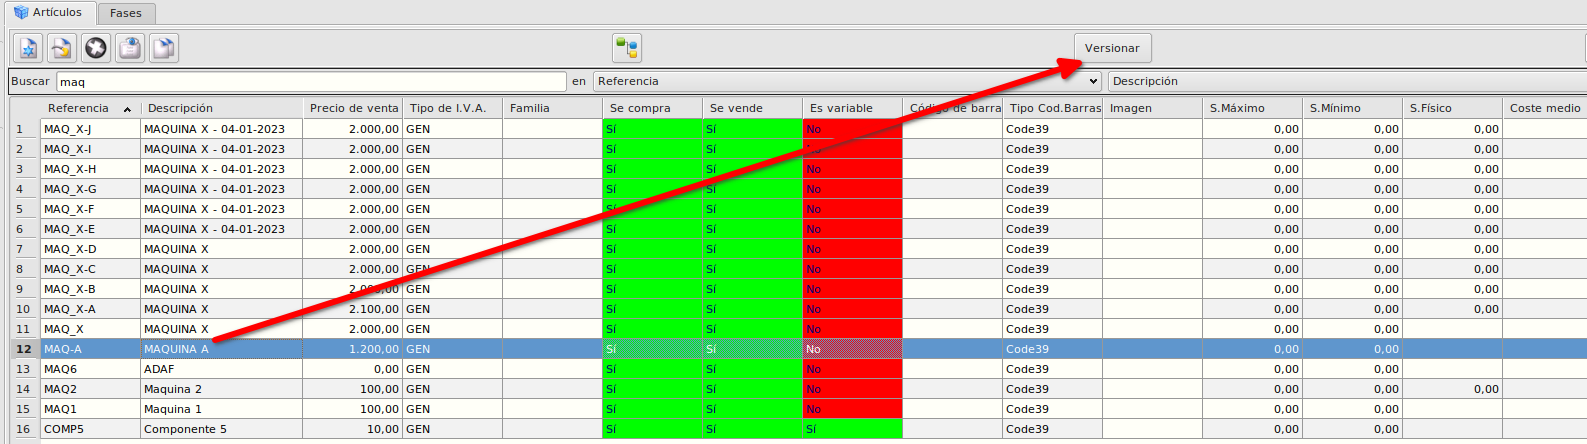 Artículos Fases
Versionar
Buscar maq en Referencia Descripción
Referencia Descripción Precio de venta Tipo de I.V.A. Familia Se compra Se vende Es variable Código de barra Tipo Cod.Barras Imagen S.Máximo S.Mínimo S.Físico Coste medio
1 MAQ_X-J MAQUINA X - 04-01-2023 2.000,00 GEN Sí Sí No Code39 0,00 0,00 0,00
2 MAQ_X-I MAQUINA X - 04-01-2023 2.000,00 GEN Sí Sí Code39 0,00 0,00 0,00
3 MAQ_X-H MAQUINA X - 04-01-2023 2.000,00 GEN Sí Sí No Code39 0,00 0,00 0,00
4 MAQ_X-G MAQUINA X - 04-01-2023 2.000,00 GEN Sí Sí No Code39 0,00 0,00 0,00
5 MAQ_X-F MAQUINA X - 04-01-2023 2.000,00 GEN Sí Sí No Code39 0,00 0,00 0,00
6 MAQ_X-E MAQUINA X - 04-01-2023 2.000,00 GEN Sí Sí No Code39 0,00 0,00 0,00
7 MAQ_X-D MAQUINA X 2.000,00 GEN Sí Sí No Code39 0,00 0,00 0,00
8 MAQ_X-C MAQUINA X 2.000,00 GEN Sí Sí No Code39 0,00 0,00 0,00
9 MAQ_X-B MAQUINA X 2.000,00 GEN Sí Sí No Code39 0,00 0,00 0,00
10 MAQ_X-A MAQUINA X 2.100,00 GEN Sí Sí No Code39 0,00 0,00 0,00
11 MAQ_X MAQUINA X 2.000,00 GEN Sí Sí No Code39 0,00 0,00
12 MAQ-A MAQUINA A 1.200,00 GEN Sí Sí No Code39 0,00 0,00
13 MAQ6 ADAF 0,00 GEN Sí Sí No Code39 0,00 0,00
14 MAQ2 Maquina 2 100,00 GEN Sí Sí No Code39 0,00 0,00 0,00
15 MAQ1 Maquina 1 100,00 GEN Sí Sí No Code39 0,00 0,00
16 COMP5 Componente 5 10,00 GEN Sí Sí Sí Code39 0,00 0,00